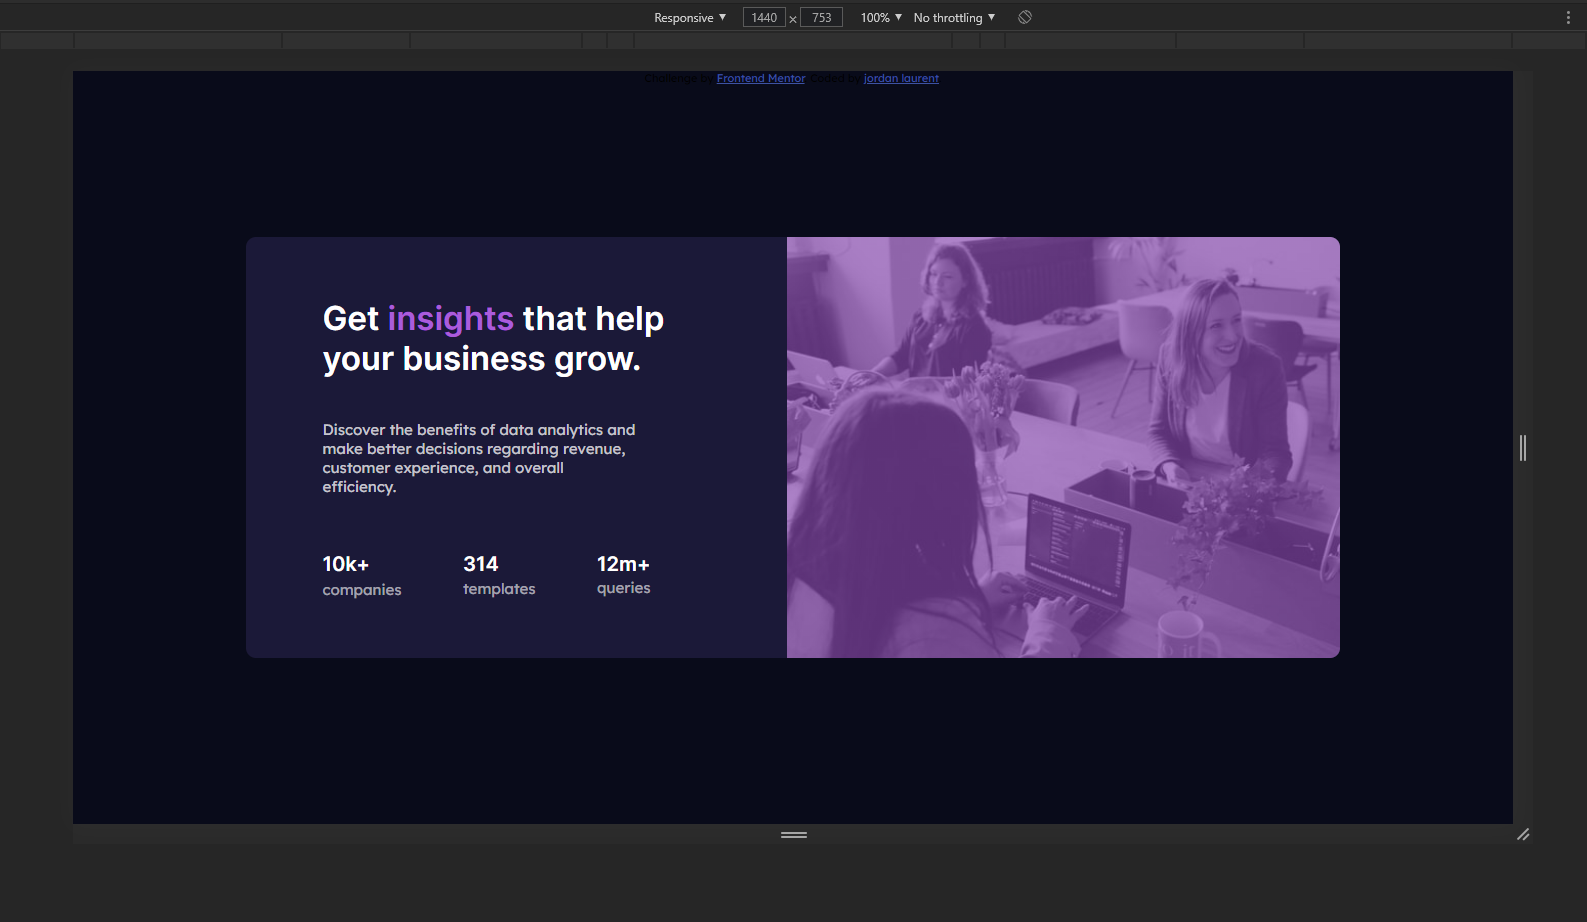 Responsive ▼ 1440 × 753 100% ▼ No throttling ▼
Challenge by Frontend Mentor. Coded by jordan laurent
Get insights that help
your business grow.
Discover the benefits of data analytics and
make better decisions regarding revenue,
customer experience, and overall
efficiency.
10k+ 314 12m+
companies templates queries